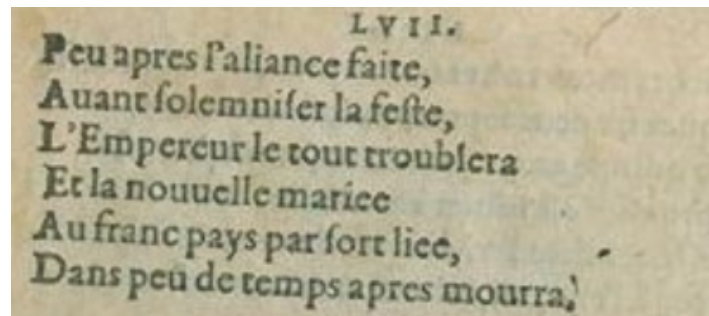 LVII.
Peu apres l'aliance faite,
Auant ſolemniſer la feſte,
L'Empereur le tout troublera
Et la nouuelle mariee
Au franc pays par ſort liee,
Dans peu de temps apres mourra.